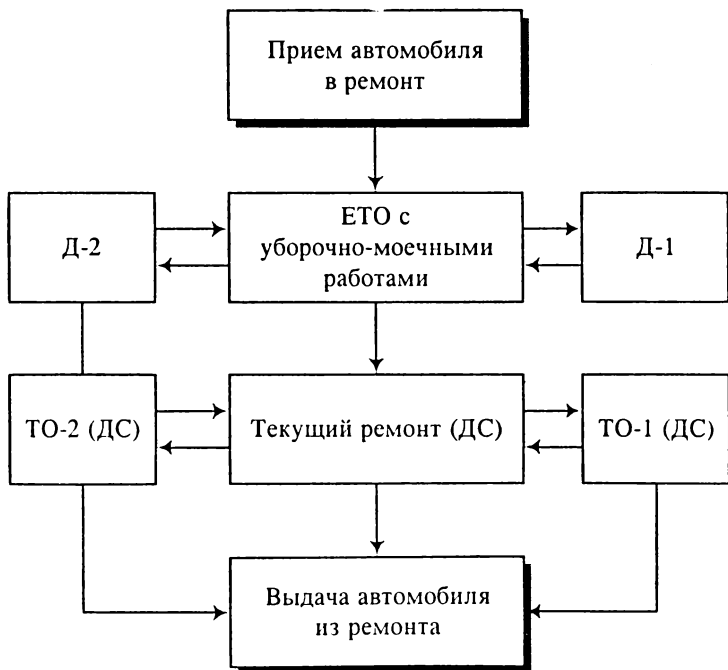 Прием автомобиля
в ремонт
Д-2
ЕТО с
уборочно-моечными
работами
Д-1
ТО-2 (ДС)
Текущий ремонт (ДС)
ТО-1 (ДС)
Выдача автомобиля
из ремонта